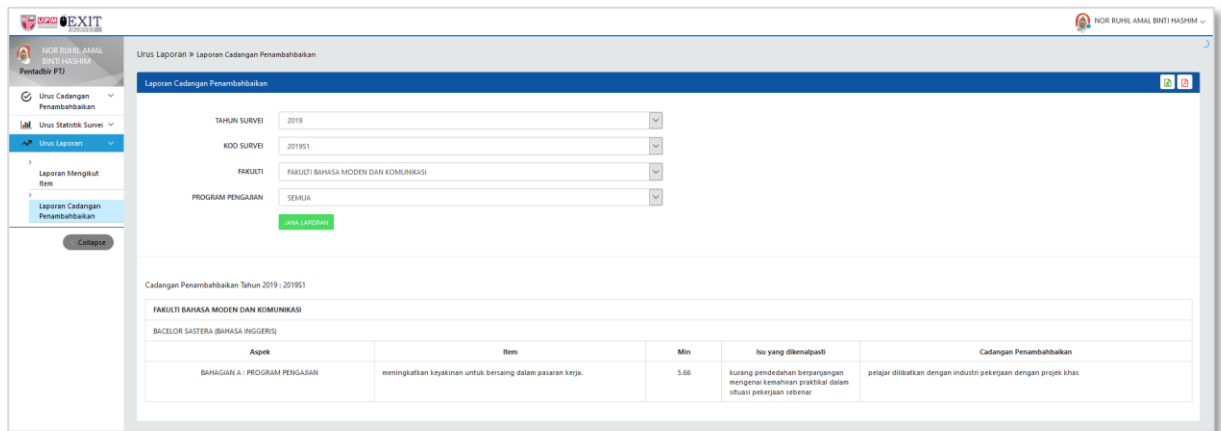 UPM EXIT
SURVEY
NOR RUHIL AMAL BINTI HASHIM
NOR RUHIL AMAL
BINTI HASHIM
Pentadbir PTJ
Urus Cadangan
Penambahbaikan
Urus Statistik Survei
Urus Laporan
Laporan Mengikut
Item
Laporan Cadangan
Penambahbaikan
Collapse
Urus Laporan » Laporan Cadangan Penambahbaikan
Laporan Cadangan Penambahbaikan
TAHUN SURVEI 2019
KOD SURVEI 2019S1
FAKULTI FAKULTI BAHASA MODEN DAN KOMUNIKASI
PROGRAM PENGAJIAN SEMUA
JANA LAPORAN
Cadangan Penambahbaikan Tahun 2019 : 2019S1
FAKULTI BAHASA MODEN DAN KOMUNIKASI
BACELOR SASTERA (BAHASA INGGERIS)
Aspek Item Min Isu yang dikenalpasti Cadangan Penambahbaikan
BAHAGIAN A : PROGRAM PENGAJIAN meningkatkan keyakinan untuk bersaing dalam pasaran kerja. 5.66 kurang pendedahan berpanjangan pelajar dilibatkan dengan industri pekerjaan dengan projek khas
mengenai kemahiran praktikal dalam
situasi pekerjaan sebenar